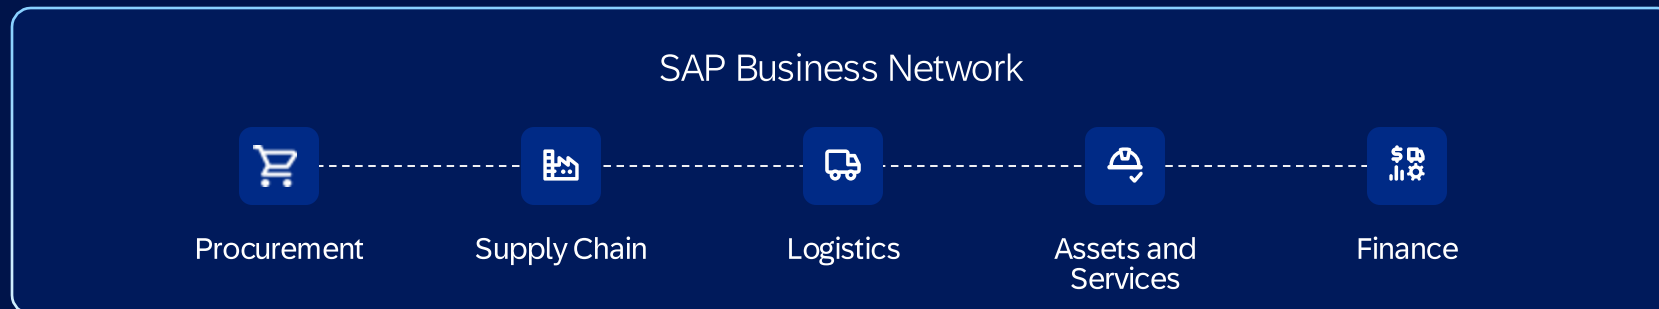 SAP Business Network
Procurement
Supply Chain
Logistics
Assets and
Services
Finance